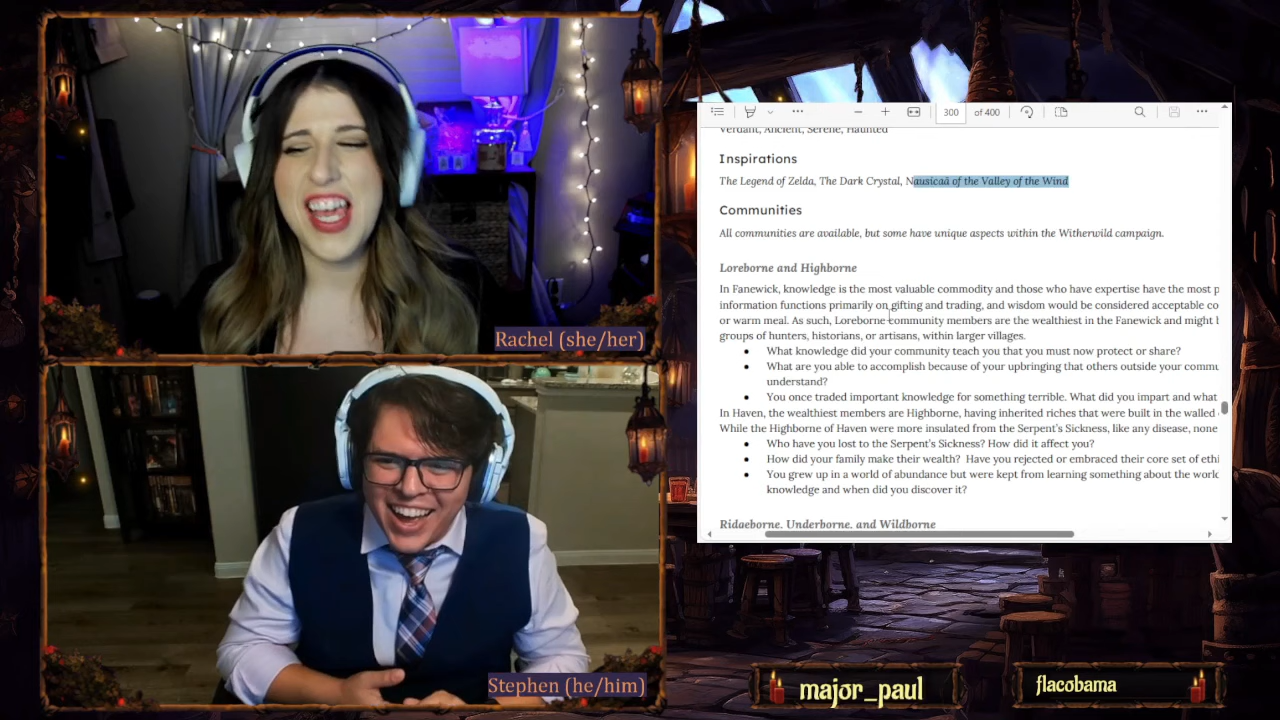 Rachel (she/her)
Stephen (he/him)
300 of 400
Verdant, Ancient, Serene, Haunted
Inspirations
The Legend of Zelda, The Dark Crystal, Nausicaä of the Valley of the Wind
Communities
All communities are available, but some have unique aspects within the Witherwild campaign.
Loreborne and Highborne
In Fanewick, knowledge is the most valuable commodity and those who have expertise have the most p
information functions primarily on gifting and trading, and wisdom would be considered acceptable co
or warm meal. As such, Loreborne community members are the wealthiest in the Fanewick and might
groups of hunters, historians, or artisans, within larger villages.
• What knowledge did your community teach you that you must now protect or share?
• What are you able to accomplish because of your upbringing that others outside your commu
understand?
• You once traded important knowledge for something terrible. What did you impart and what
In Haven, the wealthiest members are Highborne, having inherited riches that were built in the walled
While the Highborne of Haven were more insulated from the Serpent's Sickness, like any disease, none
• Who have you lost to the Serpent's Sickness? How did it affect you?
• How did your family make their wealth? Have you rejected or embraced their core set of ethi
• You grew up in a world of abundance but were kept from learning something about the world
knowledge and when did you discover it?
Ridgeborne, Underborne, and Wildborne
major_paul
flacobama